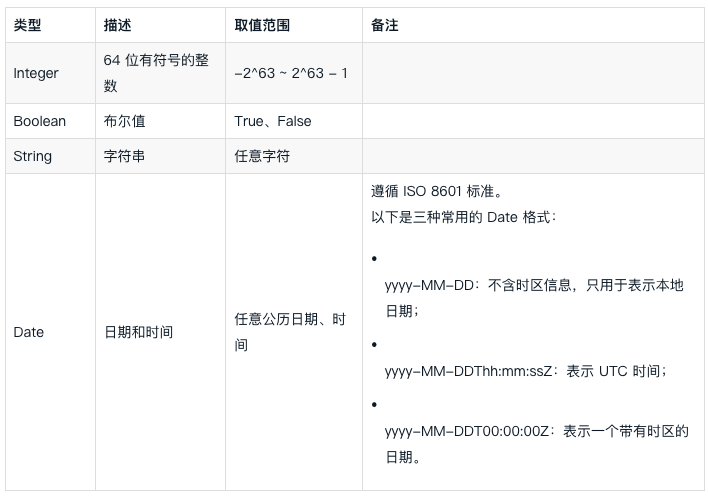 类型 描述 取值范围 备注
Integer 64 位有符号的整数 -2^63 ~ 2^63 - 1
Boolean 布尔值 True、False
String 字符串 任意字符
Date 日期和时间 任意公历日期、时间
遵循 ISO 8601 标准。
以下是三种常用的 Date 格式：
•
yyyy-MM-DD：不含时区信息，只用于表示本地
日期；
•
yyyy-MM-DDThh:mm:ssZ：表示 UTC 时间；
•
yyyy-MM-DDT00:00:00Z：表示一个带有时区的
日期。